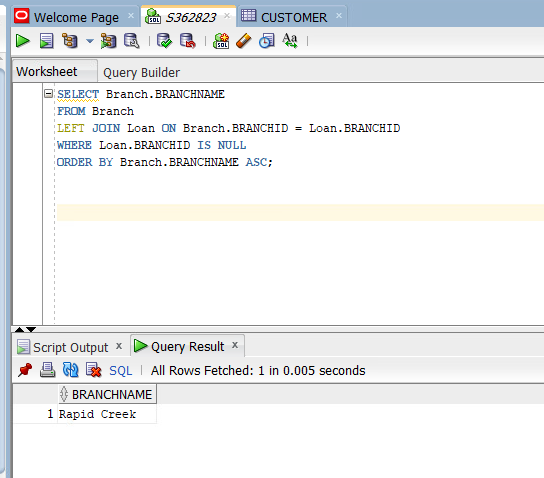 Welcome Page × S362823 × CUSTOMER ×
Worksheet Query Builder
SELECT Branch.BRANCHNAME
FROM Branch
LEFT JOIN Loan ON Branch.BRANCHID = Loan.BRANCHID
WHERE Loan.BRANCHID IS NULL
ORDER BY Branch.BRANCHNAME ASC;
Script Output × Query Result ×
SQL | All Rows Fetched: 1 in 0.005 seconds
BRANCHNAME
1 Rapid Creek